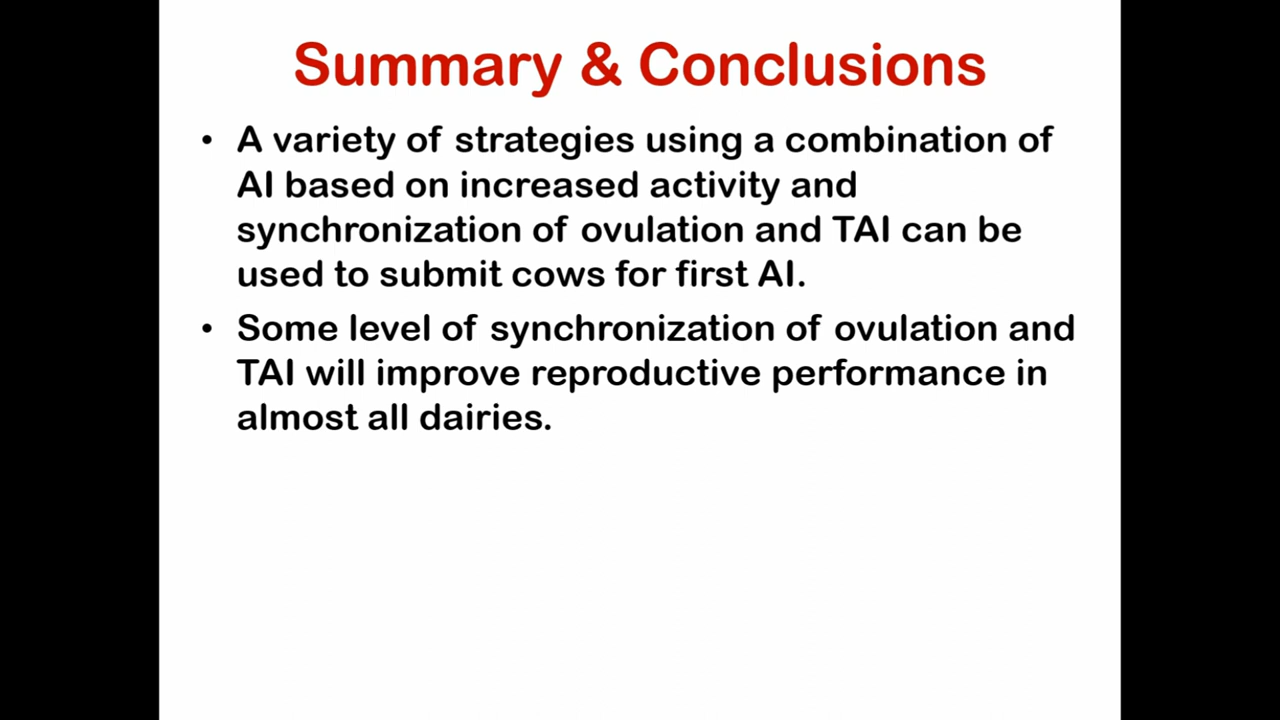 Summary & Conclusions
• A variety of strategies using a combination of
AI based on increased activity and
synchronization of ovulation and TAI can be
used to submit cows for first AI.
• Some level of synchronization of ovulation and
TAI will improve reproductive performance in
almost all dairies.